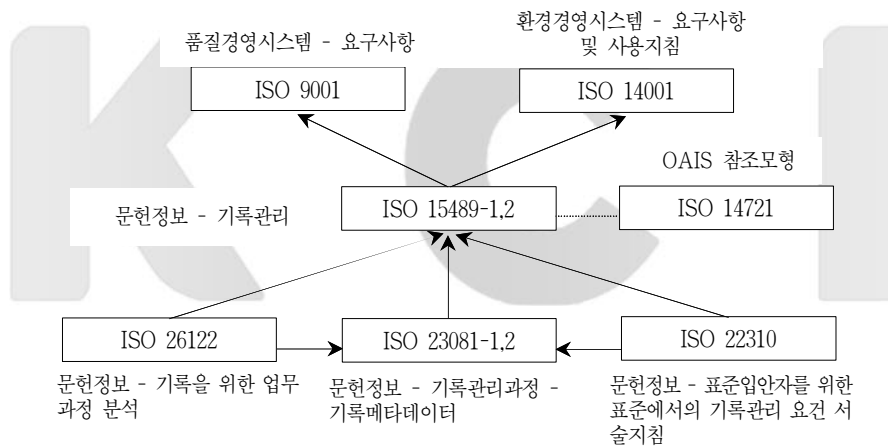 품질경영시스템 - 요구사항
환경경영시스템 - 요구사항
및 사용지침
ISO 9001
ISO 14001
OAIS 참조모형
문헌정보 - 기록관리
ISO 15489-1,2
ISO 14721
ISO 26122
ISO 23081-1,2
ISO 22310
문헌정보 - 기록을 위한 업무
과정 분석
문헌정보 - 기록관리과정 -
기록메타데이터
문헌정보 - 표준입안자를 위한
표준에서의 기록관리 요건 서
술지침
KCI